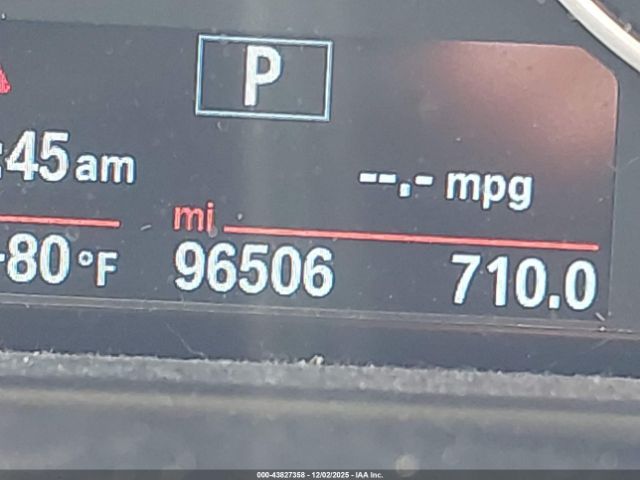 P
:45 am
--.- mpg
mi
+80 °F 96506 710.0
000-43827358 - 12/02/2025 - IAA Inc.